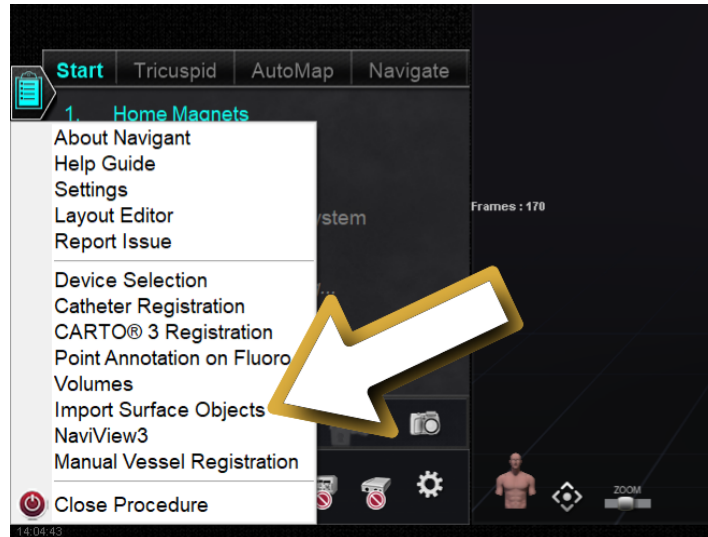 Start Tricuspid AutoMap Navigate
1. Home Magnets
About Navigant
Help Guide
Settings
Layout Editor
Report Issue
Device Selection
Catheter Registration
CARTO® 3 Registration
Point Annotation on Fluoro
Volumes
Import Surface Objects
NaviView3
Manual Vessel Registration
Close Procedure
Frames : 170
ZOOM
14:04:43